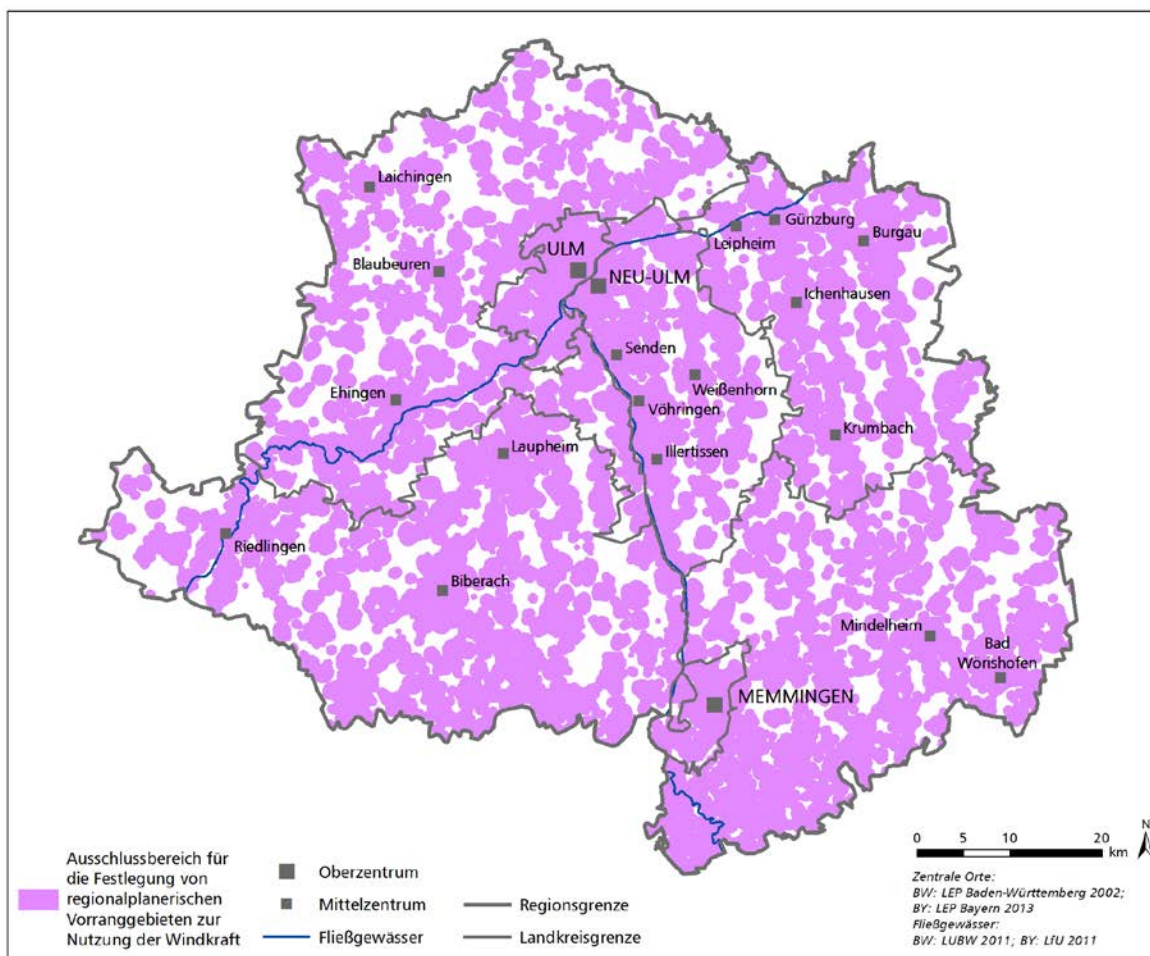 Laichingen
Günzburg
Leipheim
Burgau
ULM
Blaubeuren
NEU-ULM
Ichenhausen
Senden
Weißenhorn
Ehingen
Vöhringen
Krumbach
Laupheim
Illertissen
Riedlingen
Biberach
Mindelheim
Bad
Wörishofen
MEMMINGEN
Ausschlussbereich für
die Festlegung von
regionalplanerischen
Vorranggebieten zur
Nutzung der Windkraft
Oberzentrum
Mittelzentrum
Fließgewässer
Regionsgrenze
Landkreisgrenze
N
0 5 10 20
km
Zentrale Orte:
BW: LEP Baden-Württemberg 2002;
BY: LEP Bayern 2013
Fließgewässer:
BW: LUBW 2011; BY: LfU 2011